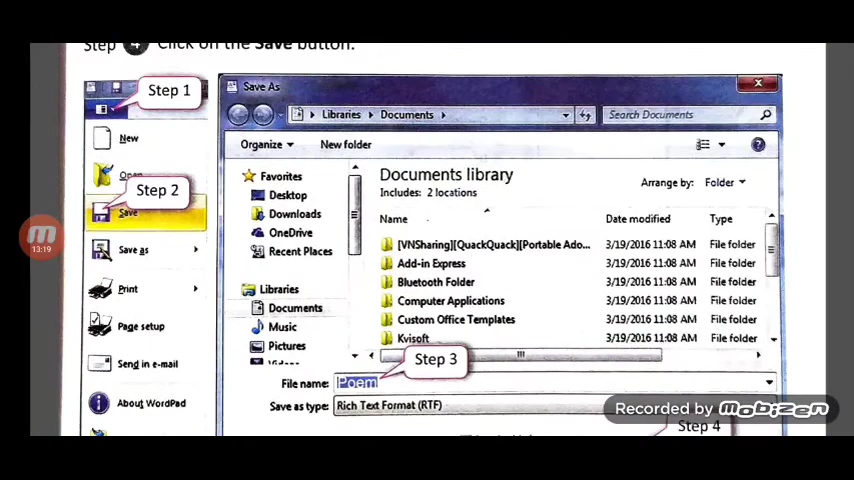 Step 4 Click on the Save button.
Step 1
Save As
Libraries Documents
Search Documents
Organize
New folder
New
Open
Step 2
Save
Save as
Print
Page setup
Send in e-mail
About WordPad
Favorites
Desktop
Downloads
OneDrive
Recent Places
Libraries
Documents
Music
Pictures
Videos
Documents library
Includes: 2 locations
Arrange by: Folder
Name Date modified Type
[VNSharing][QuackQuack][Portable Ado... 3/19/2016 11:08 AM File folder
Add-in Express 3/19/2016 11:08 AM File folder
Bluetooth Folder 3/19/2016 11:08 AM File folder
Computer Applications 3/19/2016 11:08 AM File folder
Custom Office Templates 3/19/2016 11:08 AM File folder
Kvisoft 3/19/2016 11:08 AM File folder
Step 3
File name: Poem
Save as type: Rich Text Format (RTF)
Step 4
13:19
Recorded by Mobizen